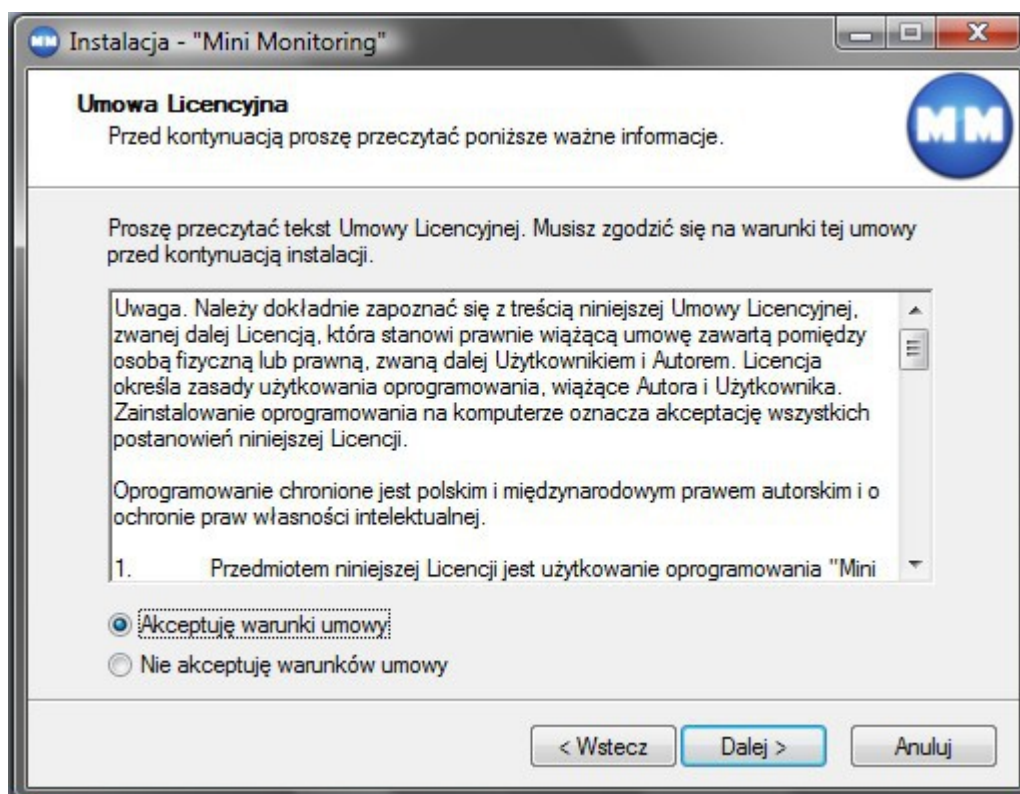 MM Instalacja - "Mini Monitoring"
Umowa Licencyjna
Przed kontynuacją proszę przeczytać poniższe ważne informacje.
MM
Proszę przeczytać tekst Umowy Licencyjnej. Musisz zgodzić się na warunki tej umowy
przed kontynuacją instalacji.
Uwaga. Należy dokładnie zapoznać się z treścią niniejszej Umowy Licencyjnej,
zwanej dalej Licencją, która stanowi prawnie wiążącą umowę zawartą pomiędzy
osobą fizyczną lub prawną, zwaną dalej Użytkownikiem i Autorem. Licencja
określa zasady użytkowania oprogramowania, wiążące Autora i Użytkownika.
Zainstalowanie oprogramowania na komputerze oznacza akceptację wszystkich
postanowień niniejszej Licencji.
Oprogramowanie chronione jest polskim i międzynarodowym prawem autorskim i o
ochronie praw własności intelektualnej.
1. Przedmiotem niniejszej Licencji jest użytkowanie oprogramowania "Mini
Akceptuję warunki umowy
Nie akceptuję warunków umowy
< Wstecz Dalej > Anuluj